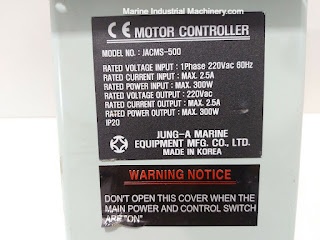 Marine Industrial Machinery.com
CE MOTOR CONTROLLER
MODEL NO. : JACMS-500
RATED VOLTAGE INPUT : 1Phase 220Vac 60Hz
RATED CURRENT INPUT : MAX. 2.5A
RATED POWER INPUT : MAX. 300W
RATED VOLTAGE OUTPUT : 220Vac
RATED CURRENT OUTPUT : MAX. 2.5A
RATED POWER OUTPUT : MAX. 300W
IP20
JUNG-A MARINE
EQUIPMENT MFG. CO., LTD.
MADE IN KOREA
WARNING NOTICE
DON'T OPEN THIS COVER WHEN THE
MAIN POWER AND CONTROL SWITCH
ARE "ON"